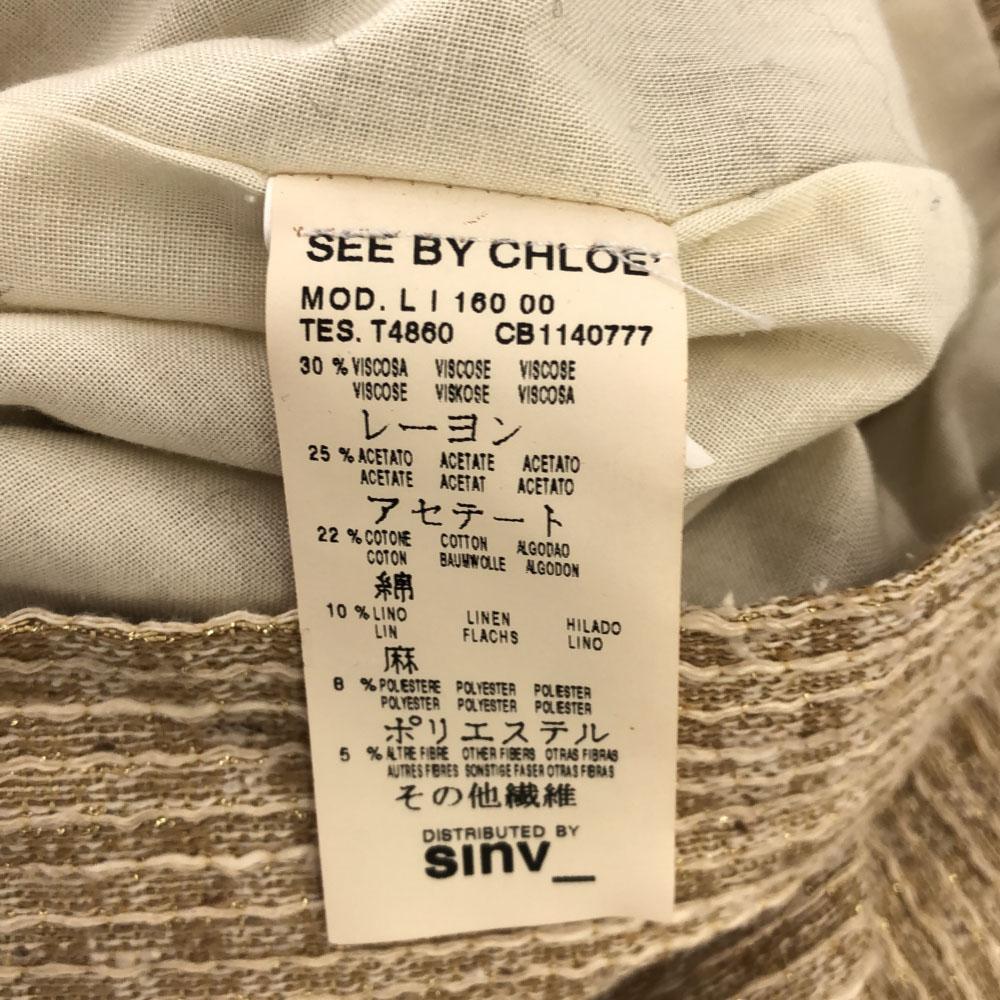 SEE BY CHLOE'
MOD. L I 160 00
TES. T4860 CB1140777
30 % VISCOSA VISCOSE VISCOSE
VISCOSE VISKOSE VISCOSA
レーヨン
25 % ACETATO ACETATE ACETATO
ACETATE ACETAT ACETATO
アセテート
22 % COTONE COTTON ALGODAO
COTON BAUMWOLLE ALGODON
綿
10 % LINO LINEN HILADO
LIN FLACHS LINO
麻
8 % POLIESTERE POLYESTER POLIESTER
POLYESTER POLYESTER POLIESTER
ポリエステル
5 % ALTRE FIBRE OTHER FIBERS OTRAS FIBRAS
AUTRES FIBRES SONSTIGE FASER OTRAS FIBRAS
その他繊維
DISTRIBUTED BY
sinv_